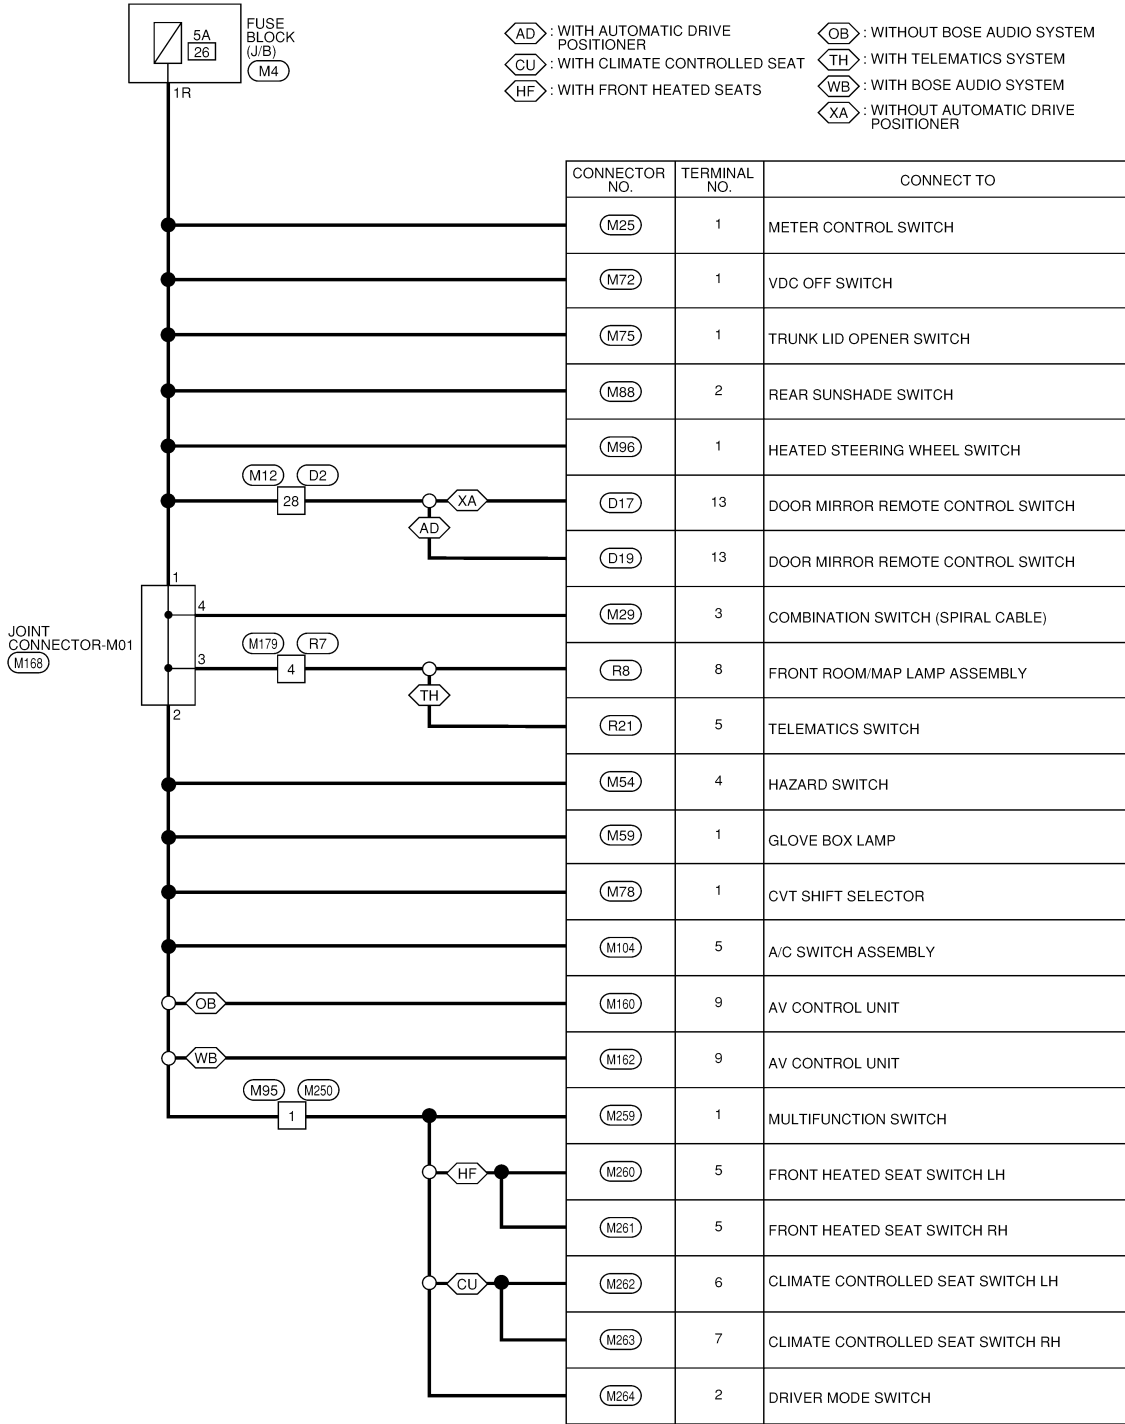 5A
26
FUSE
BLOCK
(J/B)
M4
1R
AD : WITH AUTOMATIC DRIVE
POSITIONER
CU : WITH CLIMATE CONTROLLED SEAT
HF : WITH FRONT HEATED SEATS
OB : WITHOUT BOSE AUDIO SYSTEM
TH : WITH TELEMATICS SYSTEM
WB : WITH BOSE AUDIO SYSTEM
XA : WITHOUT AUTOMATIC DRIVE
POSITIONER
CONNECTOR
NO.
TERMINAL
NO.
CONNECT TO
M25 1 METER CONTROL SWITCH
M72 1 VDC OFF SWITCH
M75 1 TRUNK LID OPENER SWITCH
M88 2 REAR SUNSHADE SWITCH
M96 1 HEATED STEERING WHEEL SWITCH
M12 D2
28 XA D17 13 DOOR MIRROR REMOTE CONTROL SWITCH
AD
D19 13 DOOR MIRROR REMOTE CONTROL SWITCH
1
4 M29 3 COMBINATION SWITCH (SPIRAL CABLE)
JOINT
CONNECTOR-M01
M168
M179 R7
3 4 R8 8 FRONT ROOM/MAP LAMP ASSEMBLY
TH
2
R21 5 TELEMATICS SWITCH
M54 4 HAZARD SWITCH
M59 1 GLOVE BOX LAMP
M78 1 CVT SHIFT SELECTOR
M104 5 A/C SWITCH ASSEMBLY
OB M160 9 AV CONTROL UNIT
WB M162 9 AV CONTROL UNIT
M95 M250
1 M259 1 MULTIFUNCTION SWITCH
HF M260 5 FRONT HEATED SEAT SWITCH LH
M261 5 FRONT HEATED SEAT SWITCH RH
CU M262 6 CLIMATE CONTROLLED SEAT SWITCH LH
M263 7 CLIMATE CONTROLLED SEAT SWITCH RH
M264 2 DRIVER MODE SWITCH